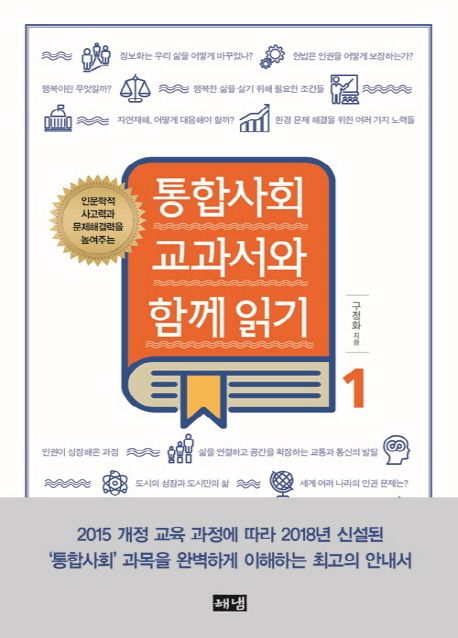 정보화는 우리 삶을 어떻게 바꾸었나? 헌법은 인권을 어떻게 보장하는가?
행복이란 무엇일까? 행복한 삶을 살기 위해 필요한 조건들
자연재해, 어떻게 대응해야 할까? 환경 문제 해결을 위한 여러 가지 노력들
인문학적
사고력과
문제해결력을
높여주는
통합사회
교과서와
함께 읽기
구정화 지음
1
인권이 성장해온 과정 삶을 연결하고 공간을 확장하는 교통과 통신의 발달
도시의 성장과 도시민의 삶 세계 여러 나라의 인권 문제는?
2015 개정 교육 과정에 따라 2018년 신설된
‘통합사회’ 과목을 완벽하게 이해하는 최고의 안내서
해냄